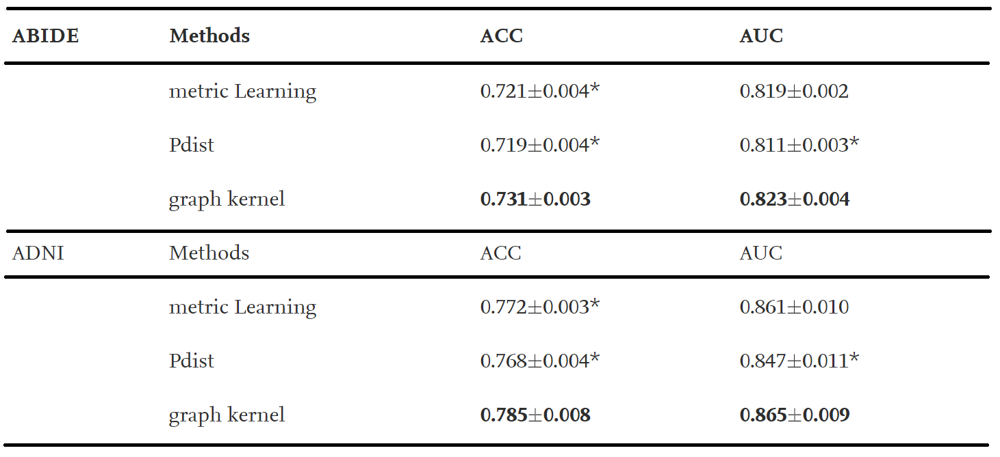 ABIDE Methods ACC AUC
metric Learning 0.721±0.004* 0.819±0.002
Pdist 0.719±0.004* 0.811±0.003*
graph kernel 0.731±0.003 0.823±0.004
ADNI Methods ACC AUC
metric Learning 0.772±0.003* 0.861±0.010
Pdist 0.768±0.004* 0.847±0.011*
graph kernel 0.785±0.008 0.865±0.009